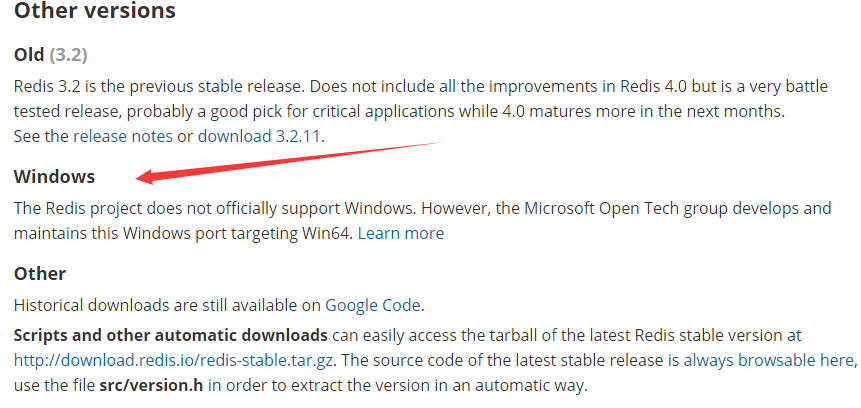 Other versions
Old (3.2)
Redis 3.2 is the previous stable release. Does not include all the improvements in Redis 4.0 but is a very battle
tested release, probably a good pick for critical applications while 4.0 matures more in the next months.
See the release notes or download 3.2.11.
Windows
The Redis project does not officially support Windows. However, the Microsoft Open Tech group develops and
maintains this Windows port targeting Win64. Learn more
Other
Historical downloads are still available on Google Code.
Scripts and other automatic downloads can easily access the tarball of the latest Redis stable version at
http://download.redis.io/redis-stable.tar.gz. The source code of the latest stable release is always browsable here,
use the file src/version.h in order to extract the version in an automatic way.